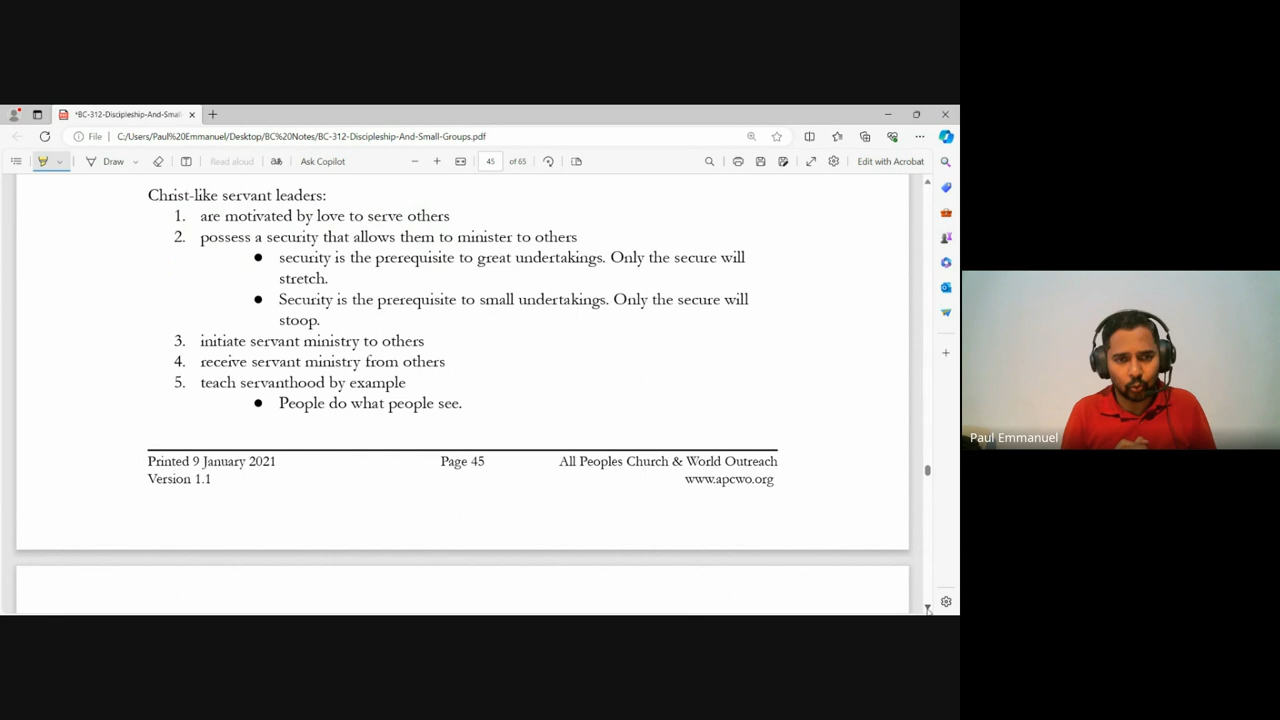 *BC-312-Discipleship-And-Small-
File
C:/Users/Paul%20Emmanuel/Desktop/BC%20Notes/BC-312-Discipleship-And-Small-Groups.pdf
Draw
Read aloud
Ask Copilot
45
of 65
Edit with Acrobat
Christ-like servant leaders:
1. are motivated by love to serve others
2. possess a security that allows them to minister to others
● security is the prerequisite to great undertakings. Only the secure will
stretch.
● Security is the prerequisite to small undertakings. Only the secure will
stoop.
3. initiate servant ministry to others
4. receive servant ministry from others
5. teach servanthood by example
● People do what people see.
Printed 9 January 2021
Page 45
All Peoples Church & World Outreach
Version 1.1
www.apcwo.org
Paul Emmanuel